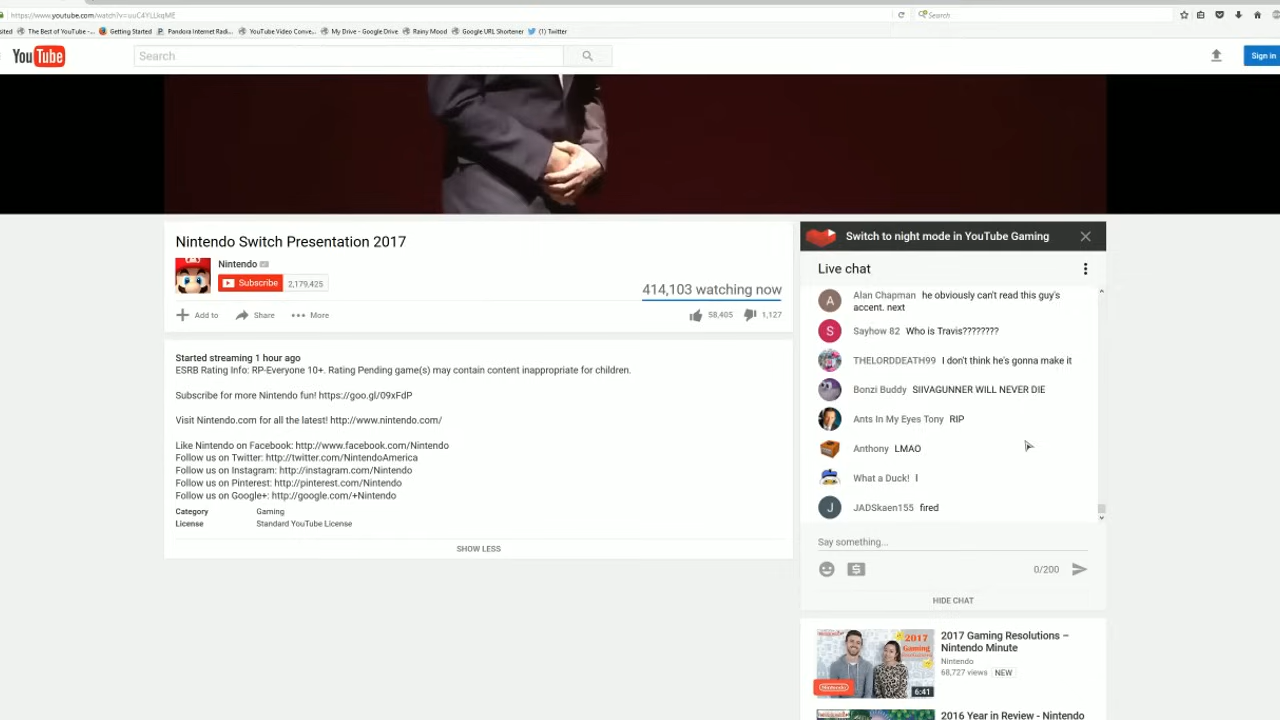 https://www.youtube.com/watch?v=uuC4YLLkqME
Search
The Best of YouTube -...
Getting Started
Pandora Internet Radi...
YouTube Video Conve...
My Drive - Google Drive
Rainy Mood
Google URL Shortener
(1) Twitter
YouTube
Search
Sign in
Nintendo Switch Presentation 2017
Nintendo
Subscribe 2,179,425
414,103 watching now
Add to Share More
58,405 1,127
Started streaming 1 hour ago
ESRB Rating Info: RP-Everyone 10+. Rating Pending game(s) may contain content inappropriate for children.
Subscribe for more Nintendo fun! https://goo.gl/09xFdP
Visit Nintendo.com for all the latest! http://www.nintendo.com/
Like Nintendo on Facebook: http://www.facebook.com/Nintendo
Follow us on Twitter: http://twitter.com/NintendoAmerica
Follow us on Instagram: http://instagram.com/Nintendo
Follow us on Pinterest: http://pinterest.com/Nintendo
Follow us on Google+: http://google.com/+Nintendo
Category Gaming
License Standard YouTube License
SHOW LESS
Switch to night mode in YouTube Gaming
Live chat
A Alan Chapman he obviously can't read this guy's
accent. next
S Sayhow 82 Who is Travis????????
THELORDDEATH99 I don't think he's gonna make it
Bonzi Buddy SIIVAGUNNER WILL NEVER DIE
Ants In My Eyes Tony RIP
Anthony LMAO
What a Duck! I
J JADSkaen155 fired
Say something...
0/200
HIDE CHAT
2017 Gaming Resolutions –
Nintendo Minute
Nintendo
68,727 views NEW
2017
Gaming
Nintendo
6:41
2016 Year in Review - Nintendo